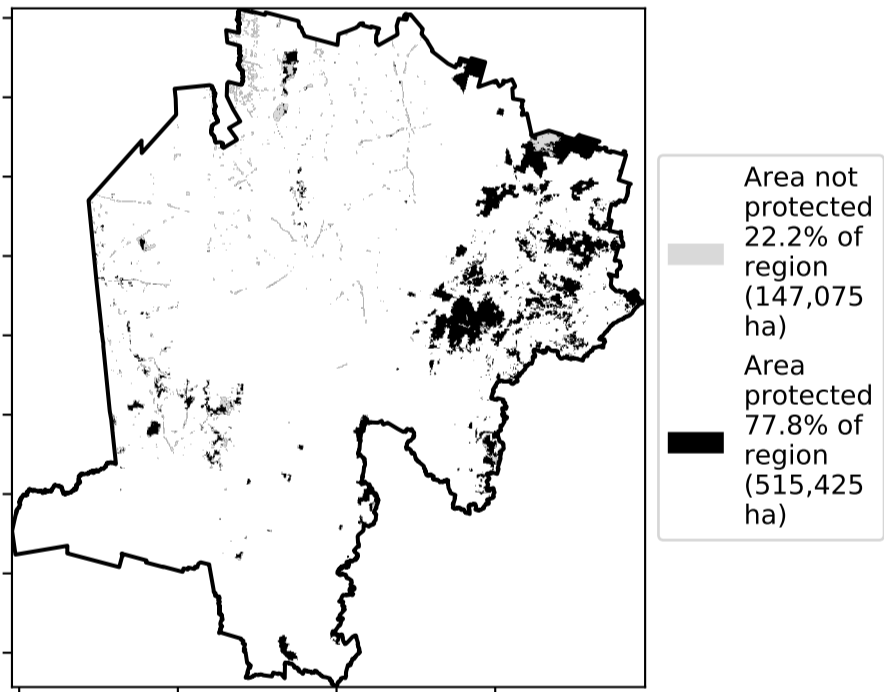 Area not
protected
22.2% of
region
(147,075
ha)
Area
protected
77.8% of
region
(515,425
ha)